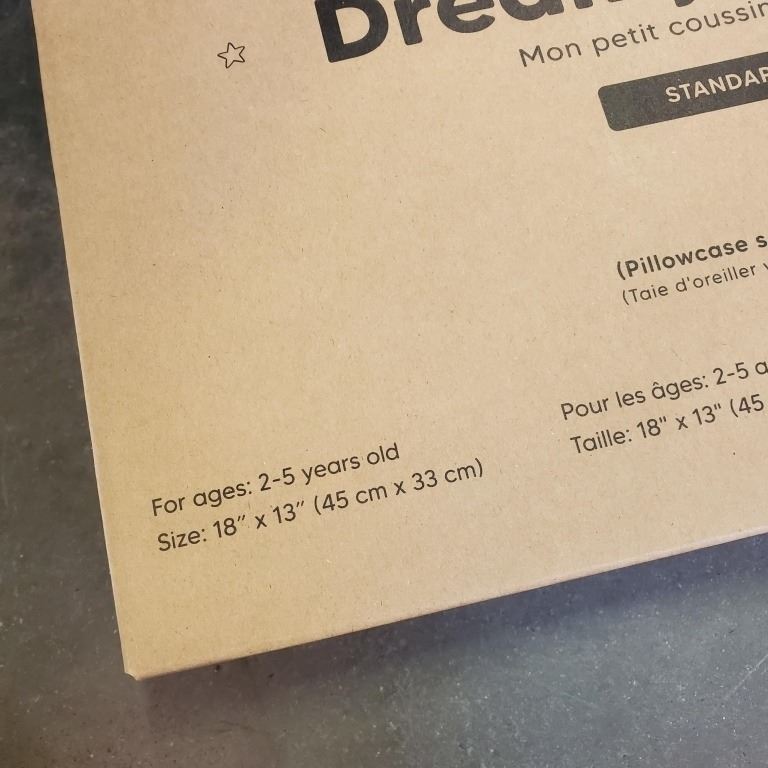 Mon petit coussin
(Pillowcase
(Taie d'oreiller
Pour les âges: 2-5
Taille: 18" x 13" (45
For ages: 2-5 years old
Size: 18″ x 13″ (45 cm x 33 cm)